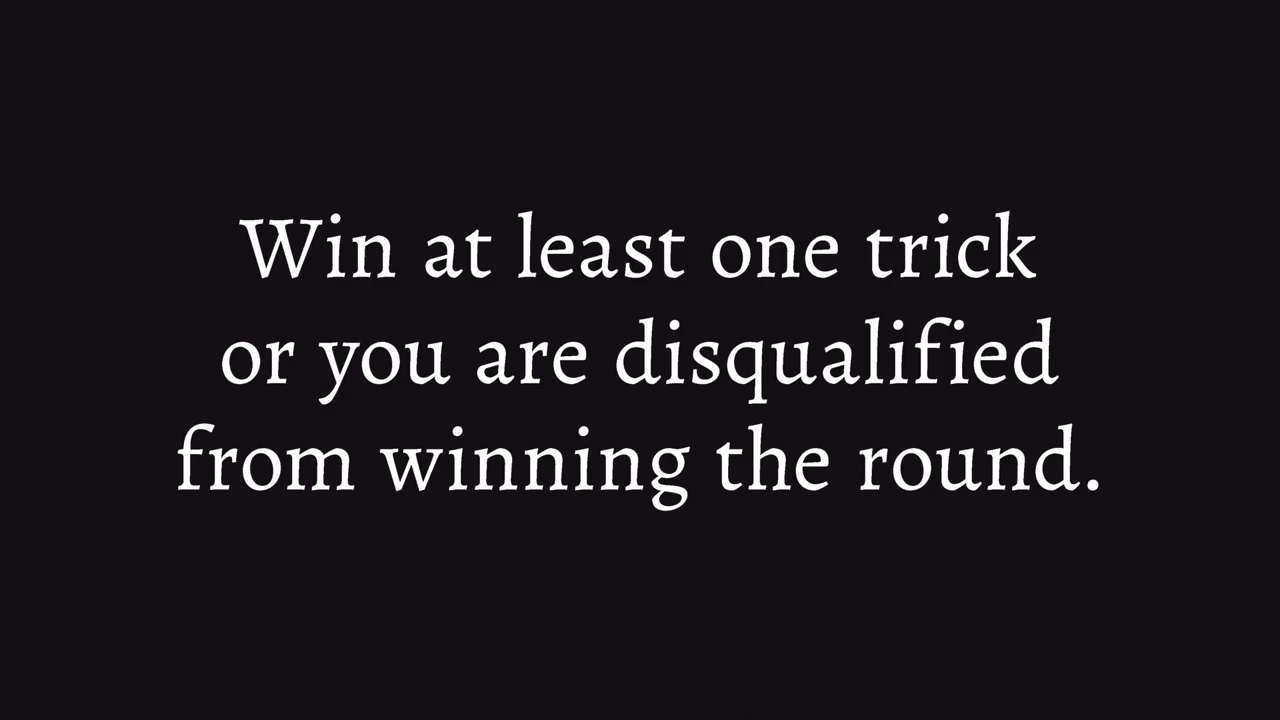 Win at least one trick
or you are disqualified
from winning the round.